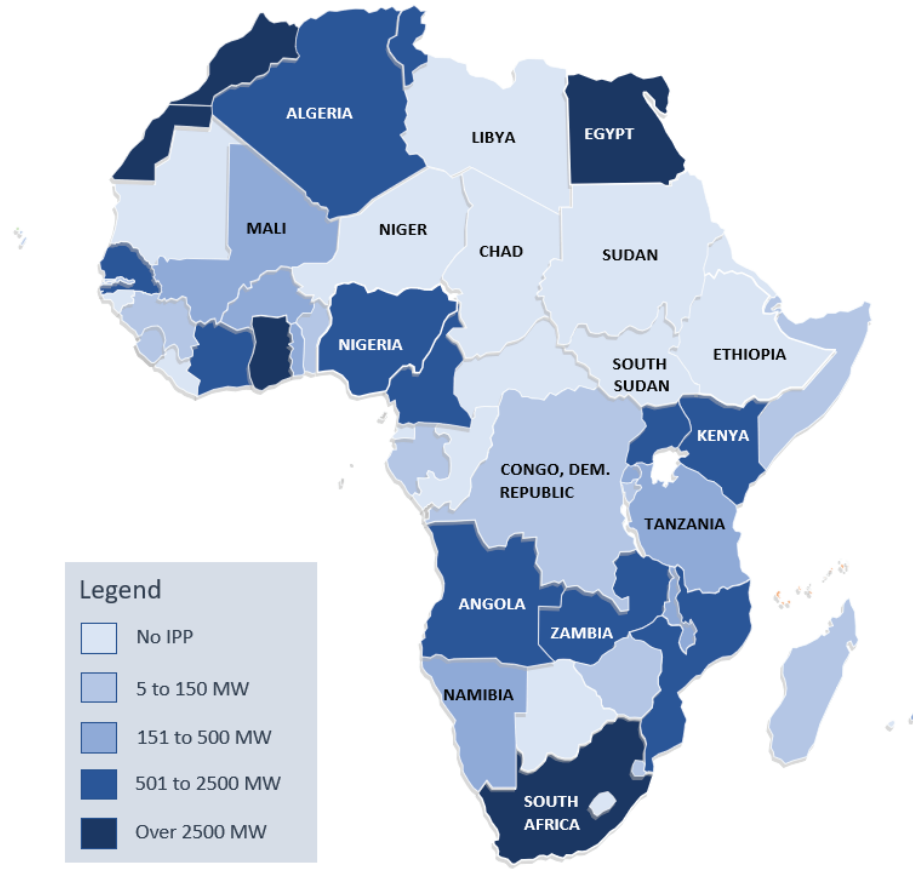 ALGERIA
LIBYA
EGYPT
MALI
NIGER
CHAD
SUDAN
NIGERIA
SOUTH
SUDAN
ETHIOPIA
KENYA
CONGO, DEM.
REPUBLIC
TANZANIA
ANGOLA
ZAMBIA
NAMIBIA
SOUTH
AFRICA
Legend
No IPP
5 to 150 MW
151 to 500 MW
501 to 2500 MW
Over 2500 MW